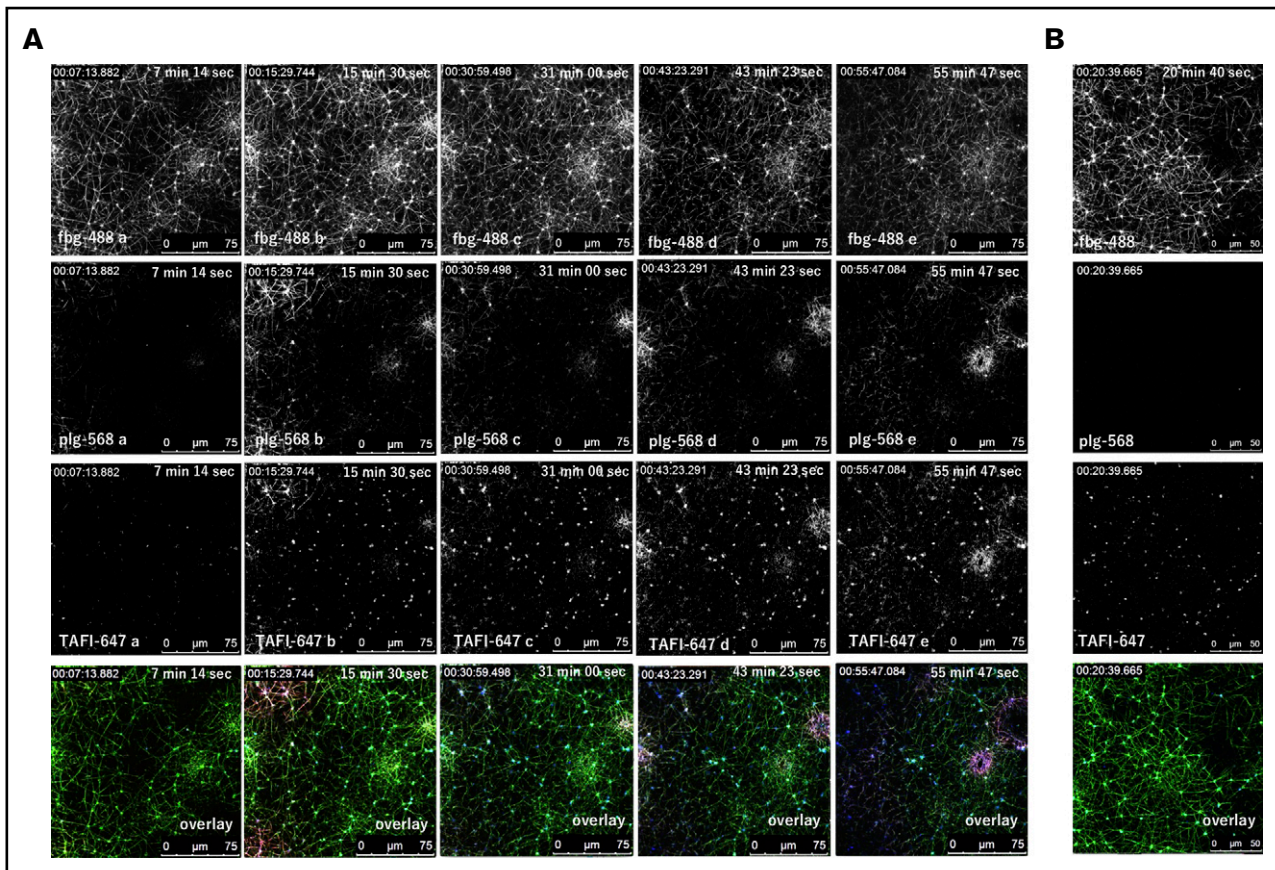 A
B
00:07:13.882 7 min 14 sec
fbg-488 a
0 µm 75
00:15:29.744 15 min 30 sec
fbg-488 b
0 µm 75
00:30:59.498 31 min 00 sec
fbg-488 c
0 µm 75
00:43:23.291 43 min 23 sec
fbg-488 d
0 µm 75
00:55:47.084 55 min 47 sec
fbg-488 e
0 µm 75
00:20:39.665 20 min 40 sec
fbg-488
0 µm 50
00:07:13.882 7 min 14 sec
plg-568 a
0 µm 75
00:15:29.744 15 min 30 sec
plg-568 b
0 µm 75
00:30:59.498 31 min 00 sec
plg-568 c
0 µm 75
00:43:23.291 43 min 23 sec
plg-568 d
0 µm 75
00:55:47.084 55 min 47 sec
plg-568 e
0 µm 75
00:20:39.665
plg-568
0 µm 50
00:07:13.882 7 min 14 sec
TAFI-647 a
0 µm 75
00:15:29.744 15 min 30 sec
TAFI-647 b
0 µm 75
00:30:59.498 31 min 00 sec
TAFI-647 c
0 µm 75
00:43:23.291 43 min 23 sec
TAFI-647 d
0 µm 75
00:55:47.084 55 min 47 sec
TAFI-647 e
0 µm 75
00:20:39.665
TAFI-647
0 µm 50
00:07:13.882 7 min 14 sec
overlay
0 µm 75
00:15:29.744 15 min 30 sec
overlay
0 µm 75
00:30:59.498 31 min 00 sec
overlay
0 µm 75
00:43:23.291 43 min 23 sec
overlay
0 µm 75
00:55:47.084 55 min 47 sec
overlay
0 µm 75
00:20:39.665
overlay
0 µm 50